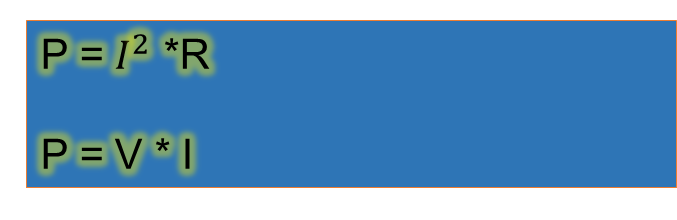 P = I² *R
P = V * I